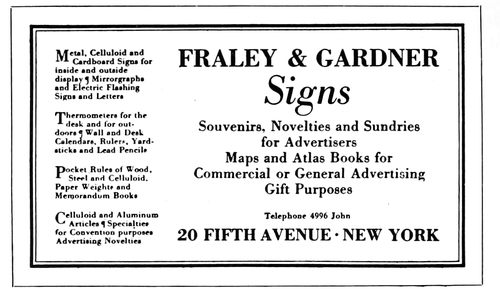 Metal, Celluloid and
Cardboard Signs for
inside and outside
display ¶ Mirrorgraphs
and Electric Flashing
Signs and Letters
Thermometers for the
desk and for out-
doors ¶ Wall and Desk
Calendars, Rulers, Yard-
sticks and Lead Pencils
Pocket Rules of Wood,
Steel and Celluloid.
Paper Weights and
Memorandum Books
Celluloid and Aluminum
Articles ¶ Specialties
for Convention purposes
Advertising Novelties
FRALEY & GARDNER
Signs
Souvenirs, Novelties and Sundries
for Advertisers
Maps and Atlas Books for
Commercial or General Advertising
Gift Purposes
Telephone 4996 John
20 FIFTH AVENUE · NEW YORK